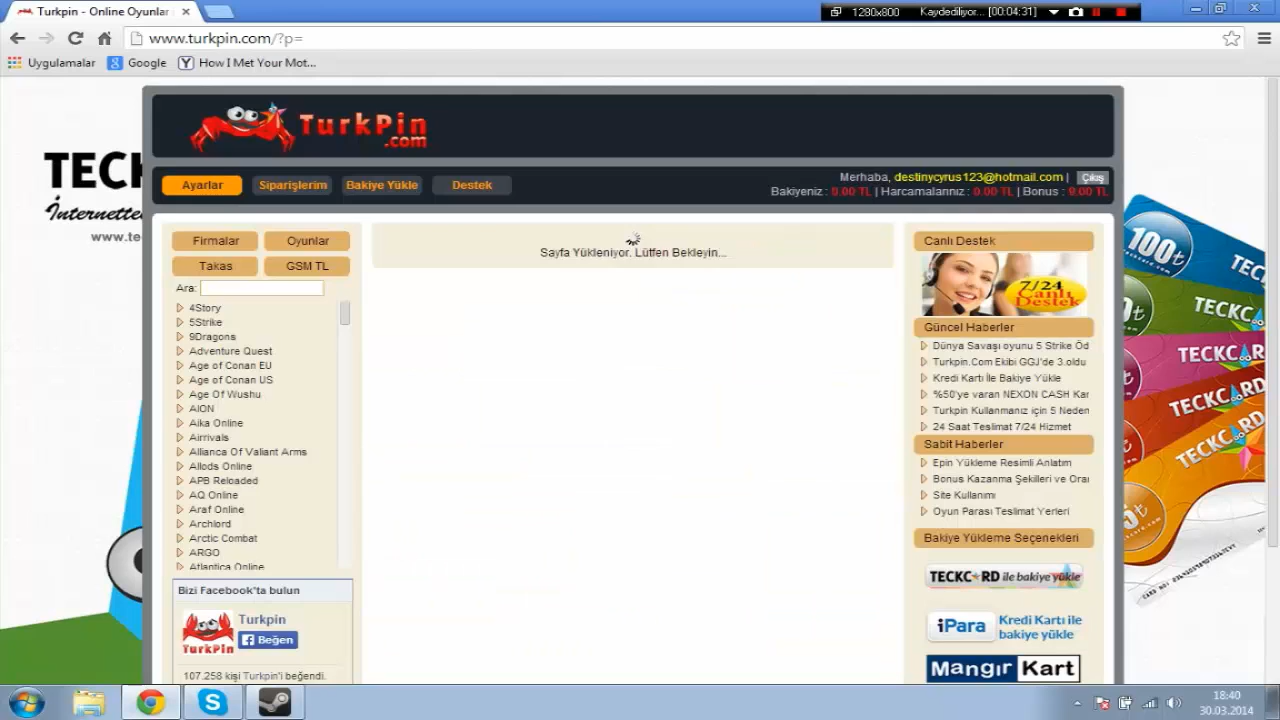 Turkpin - Online Oyunlar
1280x800
Kaydediliyor... [00:04:31]
www.turkpin.com/?p=
Uygulamalar
Google
How I Met Your Mot...
TurkPin
.com
TECK
İnternette
www.te
Ayarlar
Siparişlerim
Bakiye Yükle
Destek
Merhaba, destinycyrus123@hotmail.com |
Çıkış
Bakiyeniz : 0.00 TL | Harcamalarınız : 0.00 TL | Bonus : 0.00 TL
Firmalar
Oyunlar
Takas
GSM TL
Ara:
4Story
5Strike
9Dragons
Adventure Quest
Age of Conan EU
Age of Conan US
Age Of Wushu
AION
Aika Online
Airrivals
Allianca Of Valiant Arms
Allods Online
APB Reloaded
AQ Online
Araf Online
Archlord
Arctic Combat
ARGO
Atlantica Online
Bizi Facebook'ta bulun
TurkPin
Turkpin
Beğen
107.258 kişi Turkpin'i beğendi.
Sayfa Yükleniyor. Lütfen Bekleyin...
Canlı Destek
7/24
Canlı
Destek
Güncel Haberler
Dünya Savaşı oyunu 5 Strike Öd
Turkpin.Com Ekibi GGJ'de 3.oldu
Kredi Kartı İle Bakiye Yükle
%50'ye varan NEXON CASH Kar
Turkpin Kullanmanız için 5 Neden
24 Saat Teslimat 7/24 Hizmet
Sabit Haberler
Epin Yükleme Resimli Anlatım
Bonus Kazanma Şekilleri ve Oran
Site Kullanımı
Oyun Parası Teslimat Yerleri
Bakiye Yükleme Seçenekleri
TECKCARD ile bakiye yükle
iPara
Kredi Kartı ile
bakiye yükle
Mangır Kart
100t
TECK
TECKC
TECKCAR
TECKCARD
TECKCARD
18:40
30.03.2014